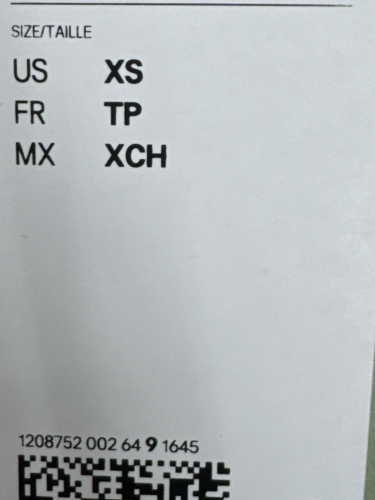 SIZE/TAILLE
US XS
FR TP
MX XCH
1208752 002 64 9 1645